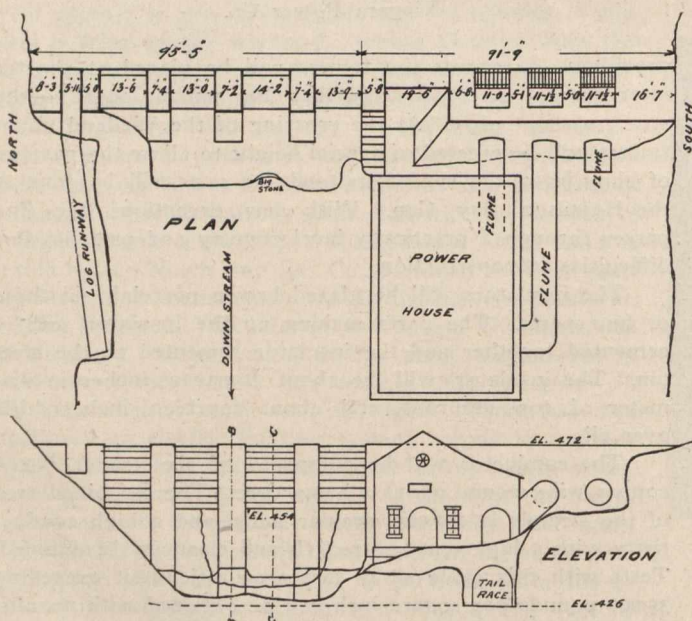 95'-5" 91'-9"
8'-3" 5'-11" 5'-0" 13'-6" 7'-4" 13'-0" 7'-2" 14'-2" 7'-4" 13'-9" 5'-8" 19'-6" 6'-8" 11'-0" 5'-1" 11'-1½" 5'-0" 11'-1½" 16'-7"
NORTH
SOUTH
LOG RUN-WAY
BIG STONE
PLAN
DOWN STREAM
FLUME
FLUME
FLUME
POWER
HOUSE
B C
EL. 472
EL. 454
ELEVATION
TAIL
RACE
EL. 426